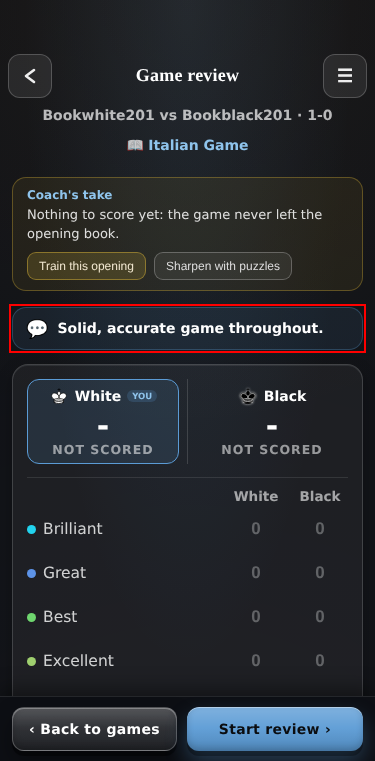 Game review
Bookwhite201 vs Bookblack201 · 1-0
📖 Italian Game
Coach's take
Nothing to score yet: the game never left the
opening book.
Train this opening
Sharpen with puzzles
💬 Solid, accurate game throughout.
White YOU
-
NOT SCORED
Black
-
NOT SCORED
White Black
Brilliant 0 0
Great 0 0
Best 0 0
Excellent 0 0
‹ Back to games
Start review ›